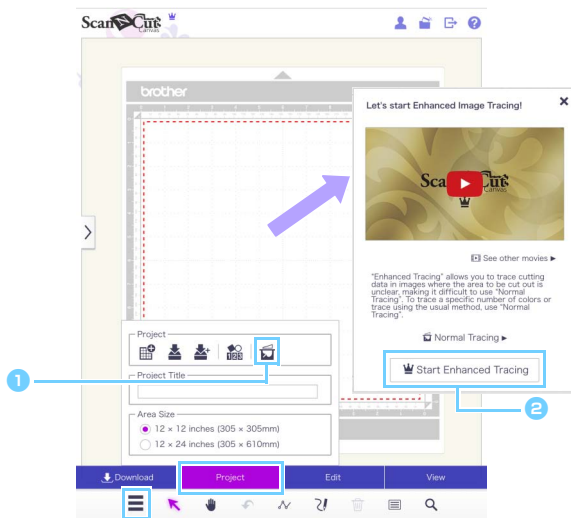 ScanNCut
Canvas
brother
Let's start Enhanced Image Tracing!
ScanNCut
Canvas
See other movies ▶
"Enhanced Tracing" allows you to trace cutting
data in images where the area to be cut out is
unclear, making it difficult to use "Normal
Tracing". To trace a specific number of colors or
trace using the usual method, use "Normal
Tracing".
Normal Tracing ▶
Start Enhanced Tracing
Project
123
1
Project Title
2
Area Size
12 × 12 inches (305 × 305mm)
12 × 24 inches (305 × 610mm)
Download
Project
Edit
View